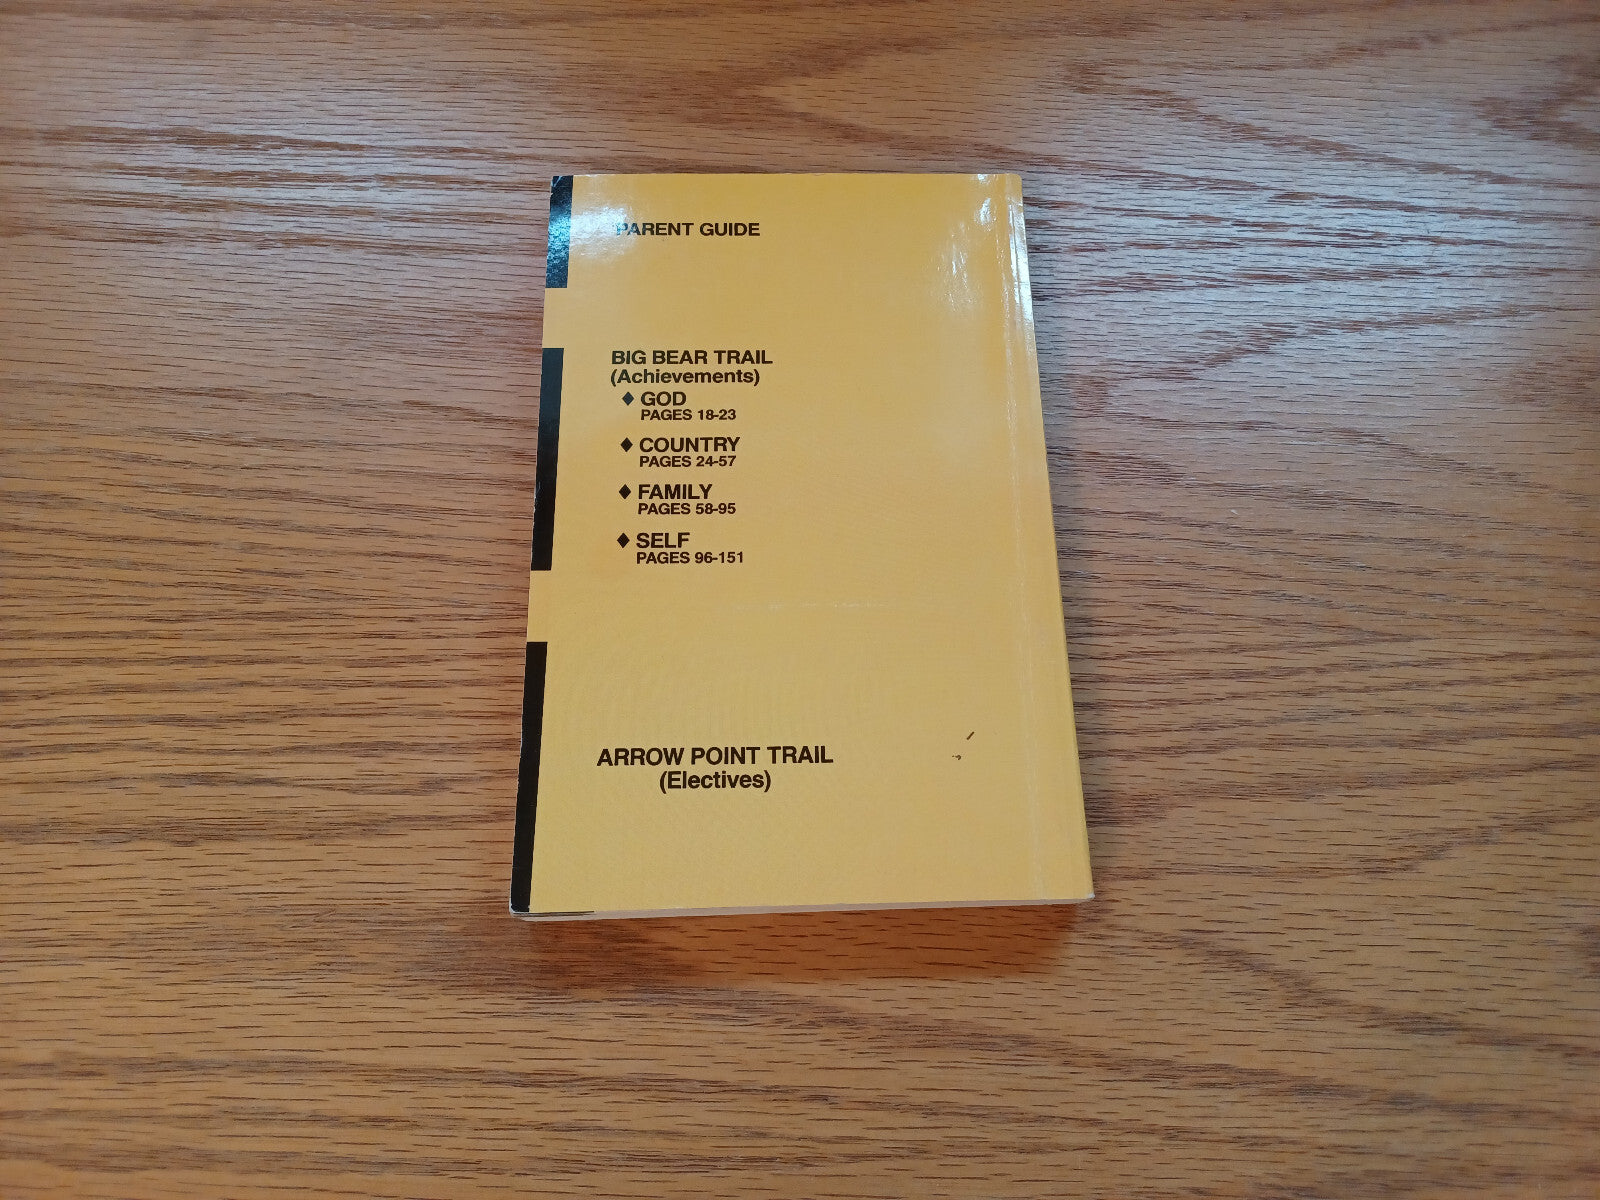 PARENT GUIDE
BIG BEAR TRAIL
(Achievements)
♦ GOD
PAGES 18-23
♦ COUNTRY
PAGES 24-57
♦ FAMILY
PAGES 58-95
♦ SELF
PAGES 96-151
ARROW POINT TRAIL
(Electives)